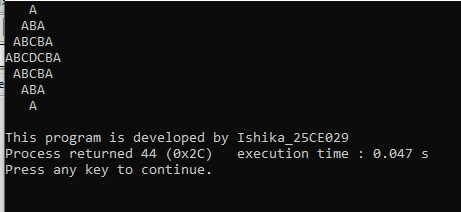 A
ABA
ABCBA
ABCDCBA
ABCBA
ABA
A
This program is developed by Ishika_25CE029
Process returned 44 (0x2C)   execution time : 0.047 s
Press any key to continue.